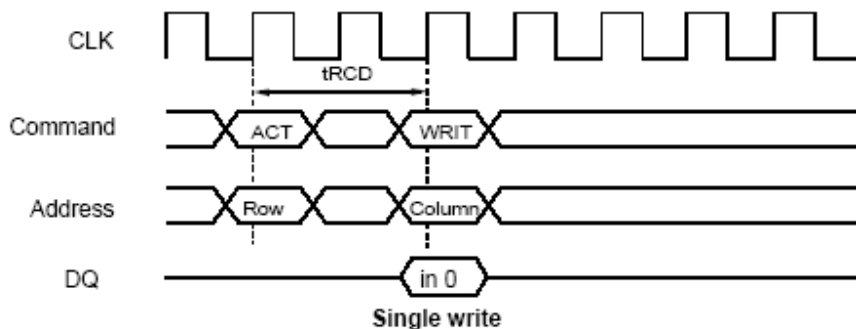 CLK
tRCD
Command ACT WRIT
Address Row Column
DQ in 0
Single write